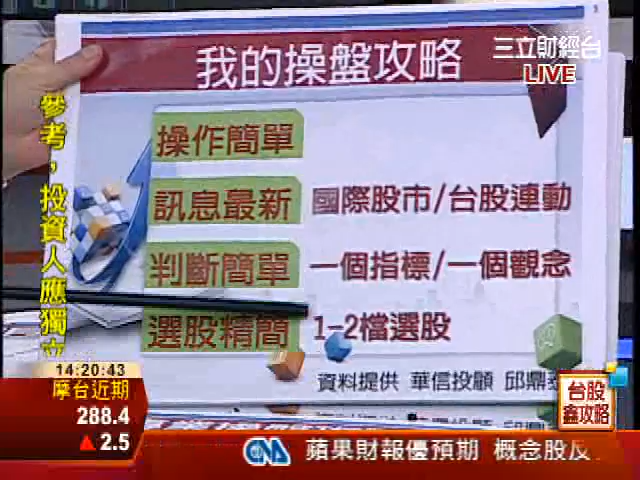 三立財經台
LIVE
我的操盤攻略
操作簡單
訊息最新 國際股市/台股連動
判斷簡單 一個指標/一個觀念
選股精簡 1-2檔選股
資料提供 華信投顧 邱鼎
參考，投資人應獨立
14:20:43
摩台近期
288.4
▲2.5
台股
鑫攻略
CNA 蘋果財報優預期 概念股反